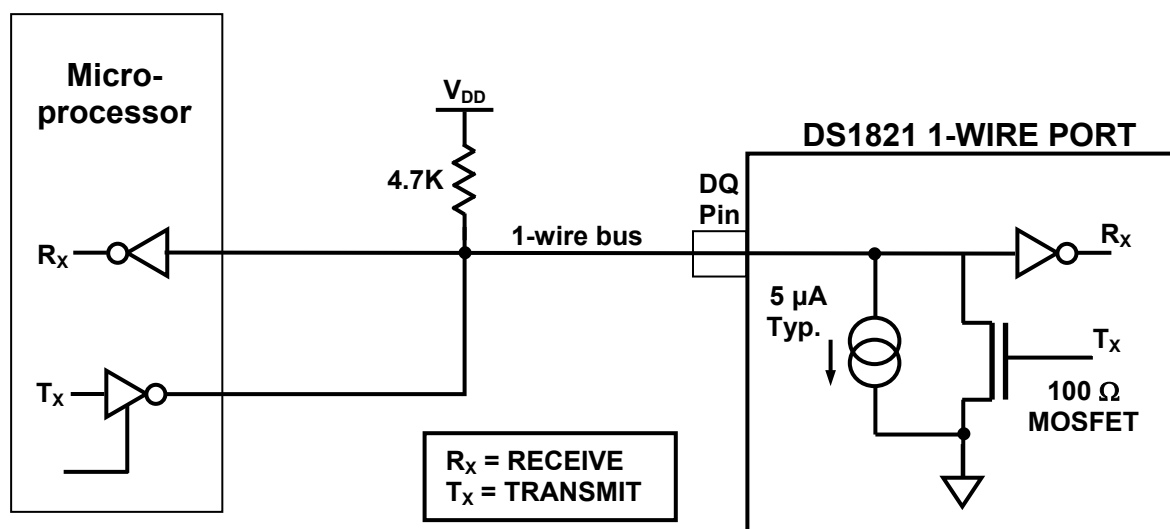 Micro-
processor
V_DD
4.7K
DS1821 1-WIRE PORT
DQ
Pin
1-wire bus
R_X
R_X
5 µA
Typ.
T_X
T_X
100 Ω
MOSFET
R_X = RECEIVE
T_X = TRANSMIT